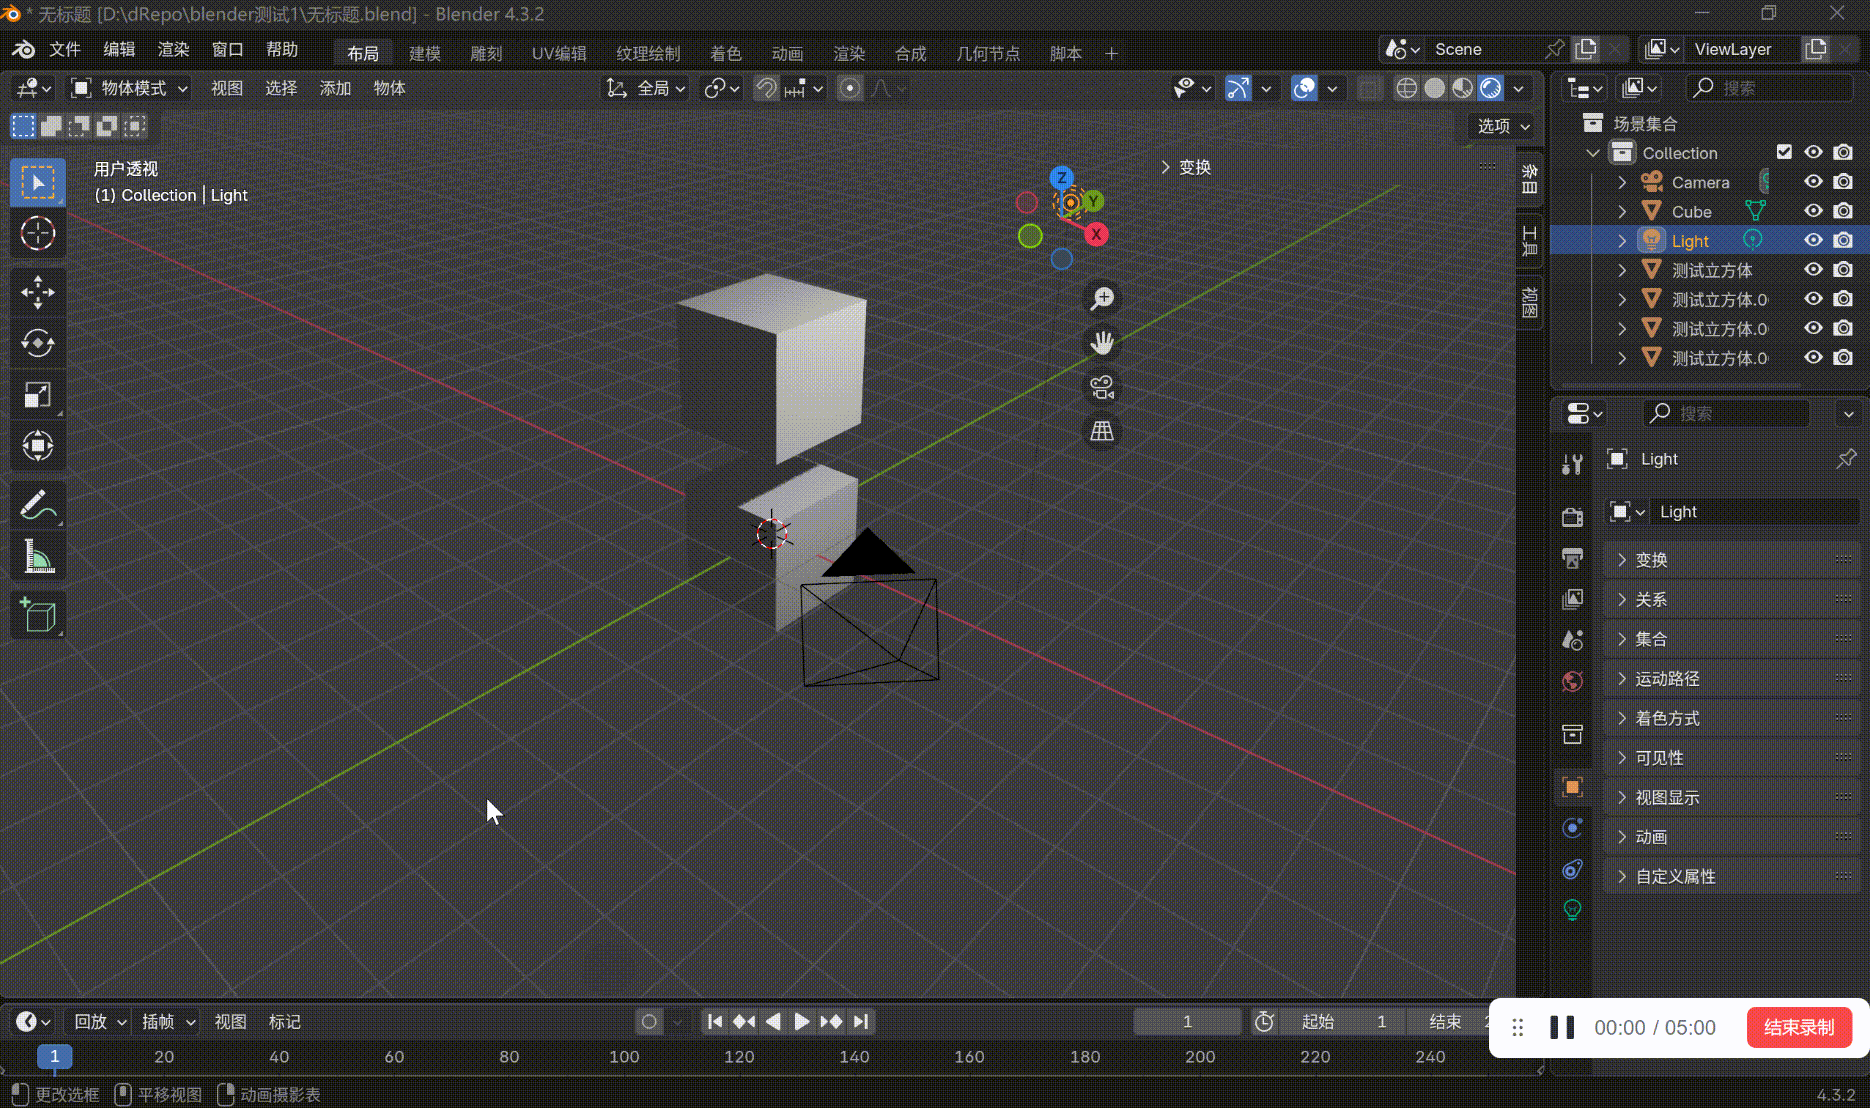 * 无标题 [D:\dRepo\blender测试1\无标题.blend] - Blender 4.3.2
文件 编辑 渲染 窗口 帮助 布局 建模 雕刻 UV编辑 纹理绘制 着色 动画 渲染 合成 几何节点 脚本 + Scene ViewLayer
物体模式 视图 选择 添加 物体 全局 搜索
选项
场景集合
Collection
Camera
Cube
Light
测试立方体
测试立方体.0
测试立方体.0
测试立方体.0
用户透视
(1) Collection | Light
变换
Z
Y
X
条目
工具
视图
搜索
Light
Light
变换
关系
集合
运动路径
着色方式
可见性
视图显示
动画
自定义属性
回放 插帧 视图 标记 1 起始 1 结束
00:00 / 05:00 结束录制
1 20 40 60 80 100 120 140 160 180 200 220 240
更改选框 平移视图 动画摄影表 4.3.2